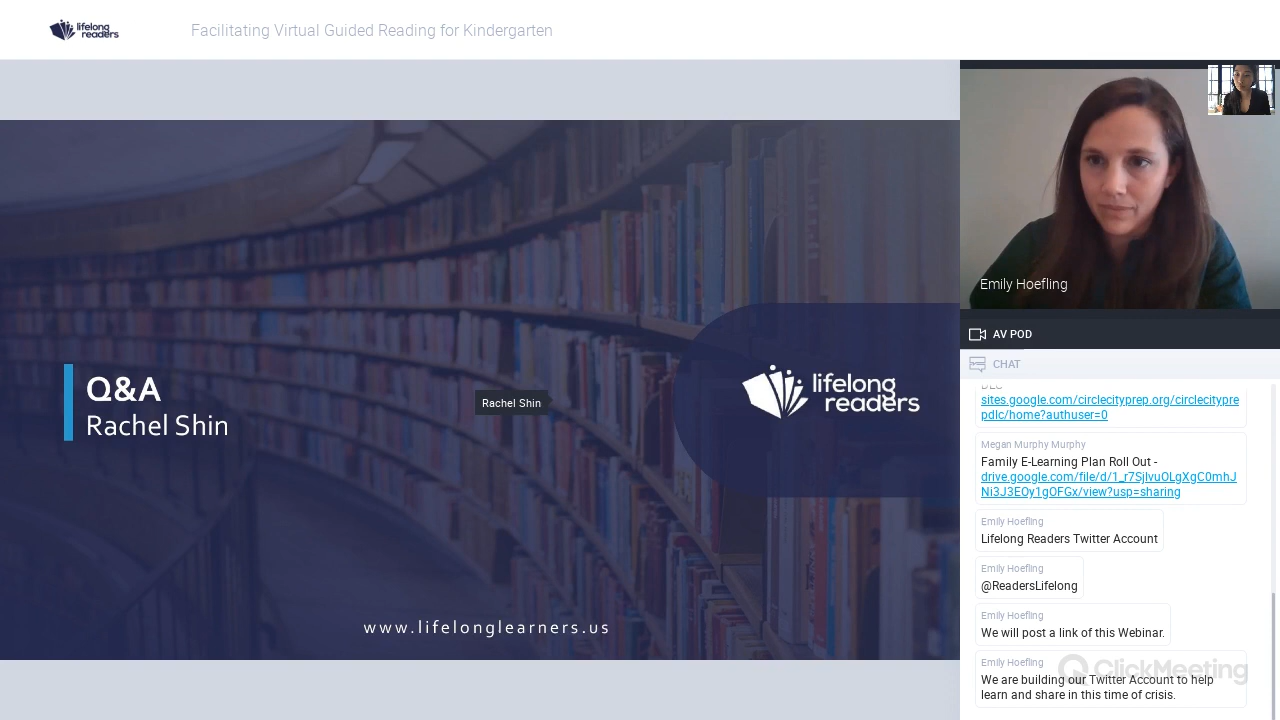 lifelong
readers
Facilitating Virtual Guided Reading for Kindergarten
Q&A
Rachel Shin
Rachel Shin
lifelong
readers
www.lifelonglearners.us
Emily Hoefling
AV POD
CHAT
sites.google.com/circlecityprep.org/circlecitypre
pdlc/home?authuser=0
Megan Murphy Murphy
Family E-Learning Plan Roll Out -
drive.google.com/file/d/1_r7SjIvuOLgXgC0mhJ
Ni3J3EOy1gOFGx/view?usp=sharing
Emily Hoefling
Lifelong Readers Twitter Account
Emily Hoefling
@ReadersLifelong
Emily Hoefling
We will post a link of this Webinar.
Emily Hoefling
We are building our Twitter Account to help
learn and share in this time of crisis.
ClickMeeting